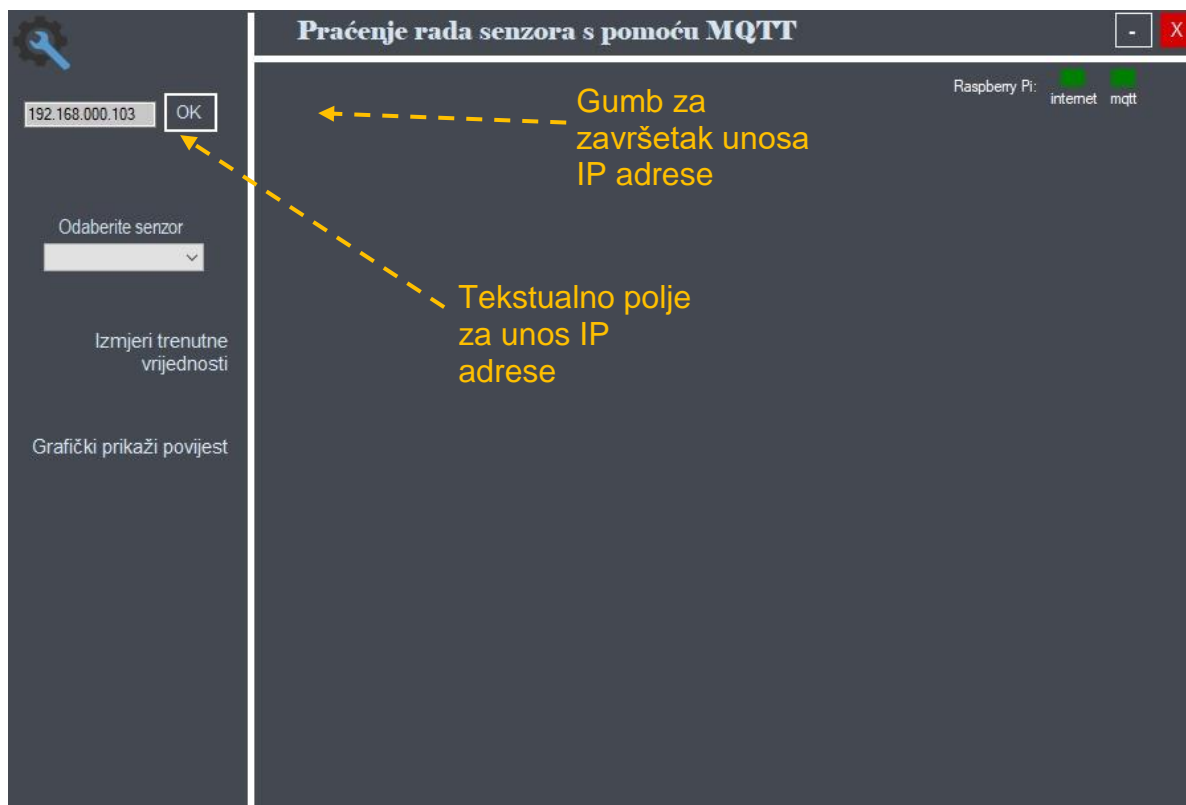 Praćenje rada senzora s pomoću MQTT
-
X
192.168.000.103
OK
Raspberry Pi:
internet
mqtt
Gumb za
završetak unosa
IP adrese
Odaberite senzor
Tekstualno polje
za unos IP
adrese
Izmjeri trenutne
vrijednosti
Grafički prikaži povijest